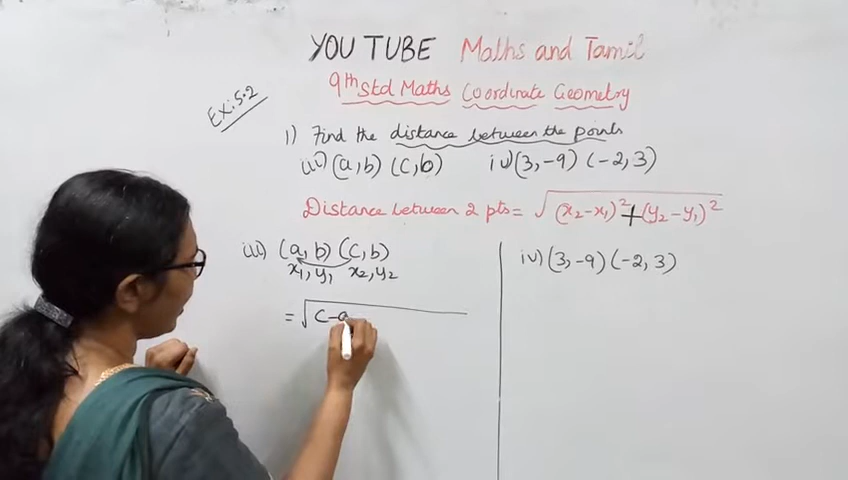 YOU TUBE Maths and Tamil
9th Std Maths Coordinate Geometry
Ex: 5.2
1) Find the distance between the points
iii) (a, b) (c, b) iv) (3, -9) (-2, 3)
Distance between 2 pts = √(x₂-x₁)²+(y₂-y₁)²
iii) (a, b) (c, b)
x₁, y₁ x₂, y₂
= √c-a
iv) (3, -9) (-2, 3)